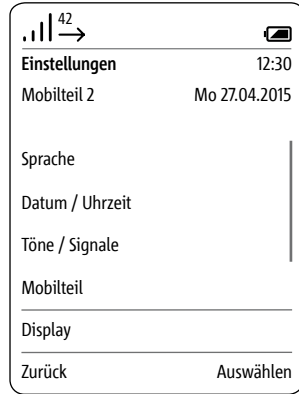 42
Einstellungen 12:30
Mobilteil 2 Mo 27.04.2015
Sprache
Datum / Uhrzeit
Töne / Signale
Mobilteil
Display
Zurück Auswählen